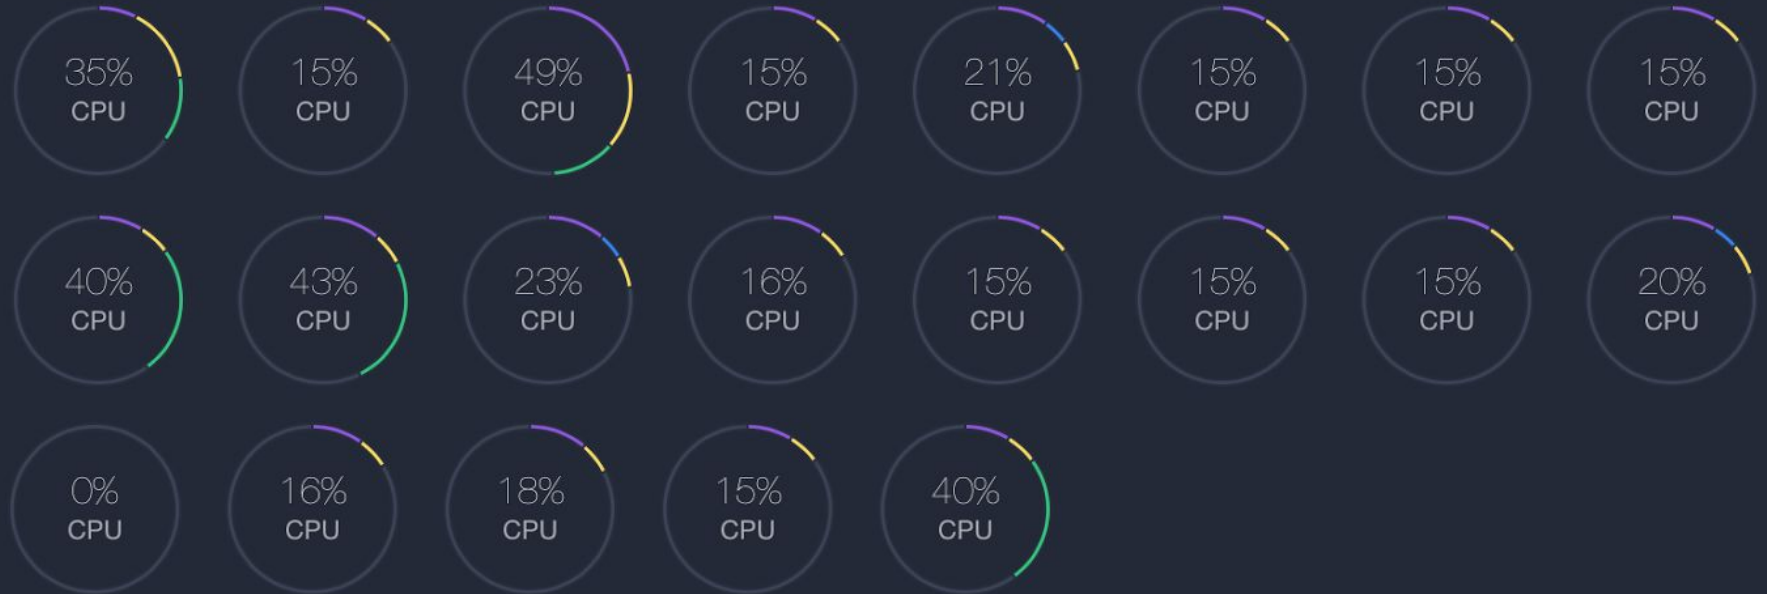 35% 15% 49% 15% 21% 15% 15% 15%
CPU CPU CPU CPU CPU CPU CPU CPU
40% 43% 23% 16% 15% 15% 15% 20%
CPU CPU CPU CPU CPU CPU CPU CPU
0% 16% 18% 15% 40%
CPU CPU CPU CPU CPU